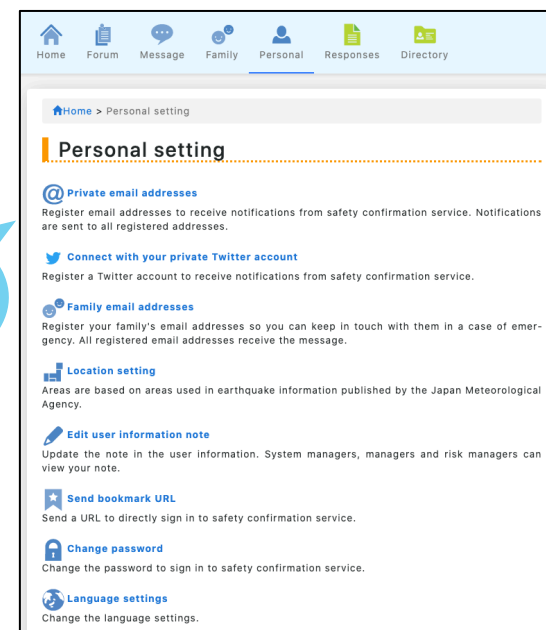 Home Forum Message Family Personal Responses Directory
Home > Personal setting
Personal setting
Private email addresses
Register email addresses to receive notifications from safety confirmation service. Notifications
are sent to all registered addresses.
Connect with your private Twitter account
Register a Twitter account to receive notifications from safety confirmation service.
Family email addresses
Register your family's email addresses so you can keep in touch with them in a case of emer-
gency. All registered email addresses receive the message.
Location setting
Areas are based on areas used in earthquake information published by the Japan Meteorological
Agency.
Edit user information note
Update the note in the user information. System managers, managers and risk managers can
view your note.
Send bookmark URL
Send a URL to directly sign in to safety confirmation service.
Change password
Change the password to sign in to safety confirmation service.
Language settings
Change the language settings.